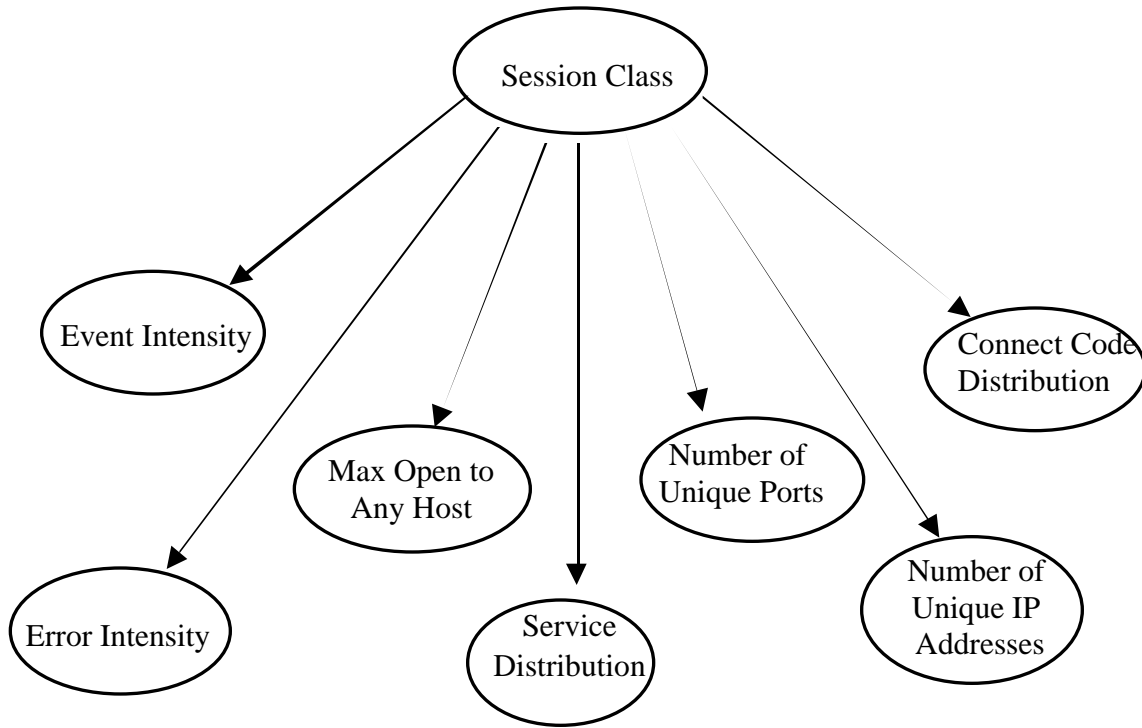 Session Class
Event Intensity
Connect Code
Distribution
Max Open to
Any Host
Number of
Unique Ports
Error Intensity
Service
Distribution
Number of
Unique IP
Addresses